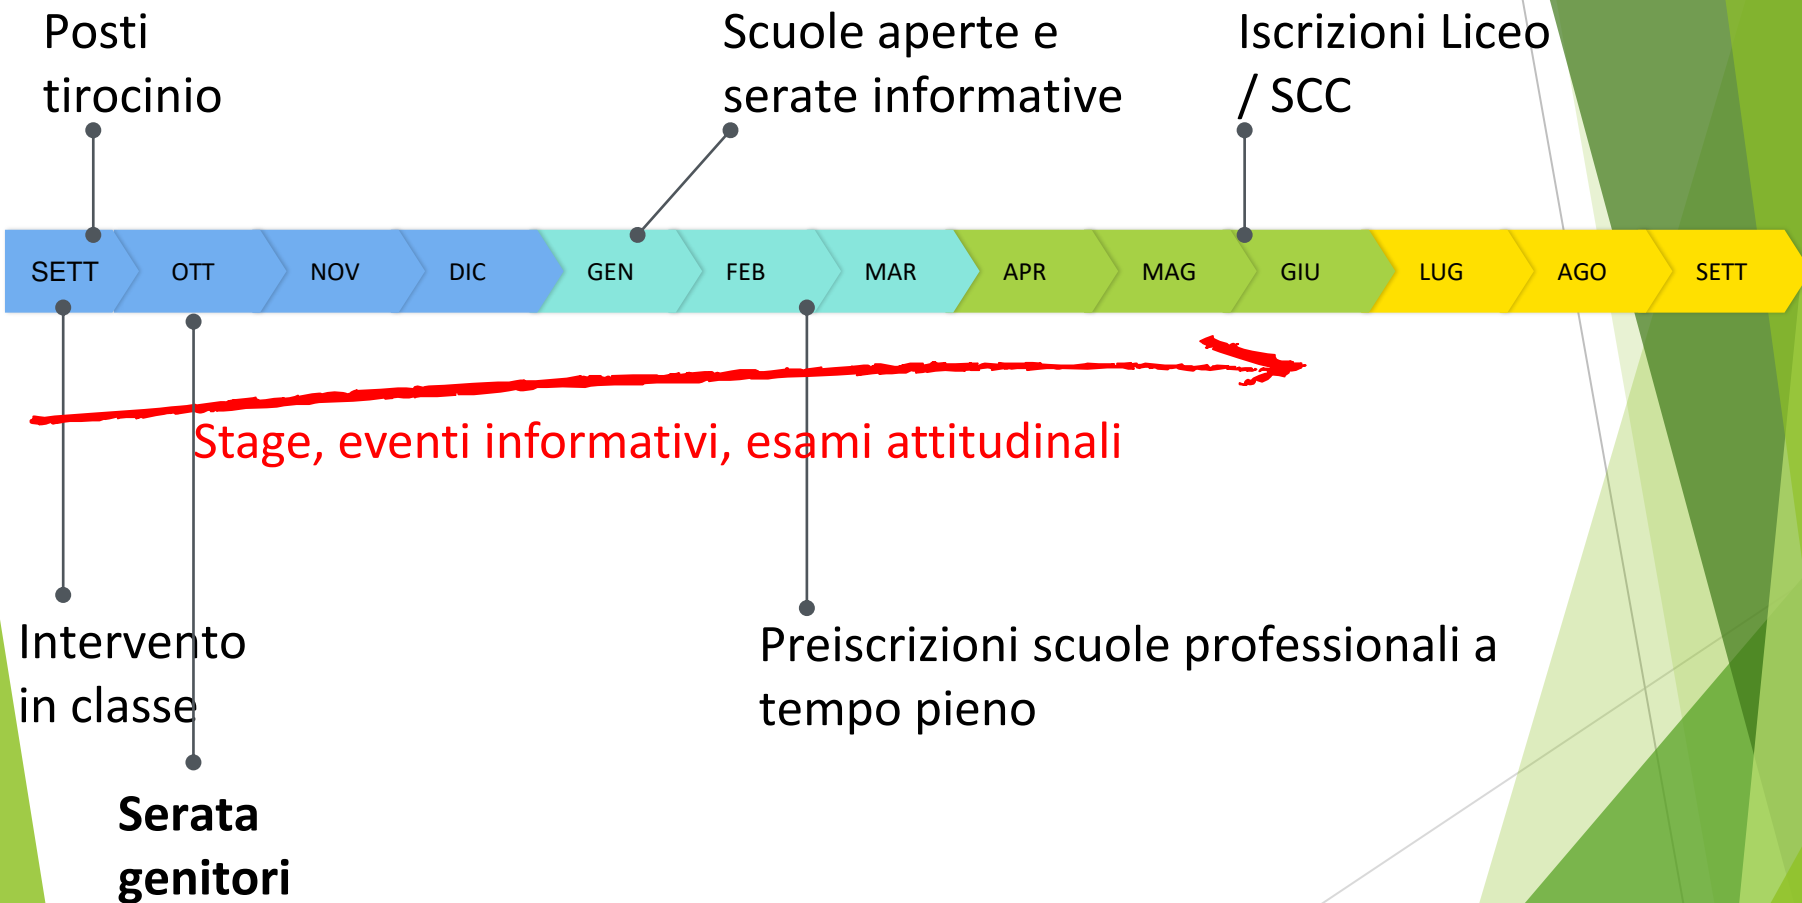 Posti
tirocinio
Scuole aperte e
serate informative
Iscrizioni Liceo
/ SCC
SETT OTT NOV DIC GEN FEB MAR APR MAG GIU LUG AGO SETT
Stage, eventi informativi, esami attitudinali
Intervento
in classe
Preiscrizioni scuole professionali a
tempo pieno
Serata
genitori